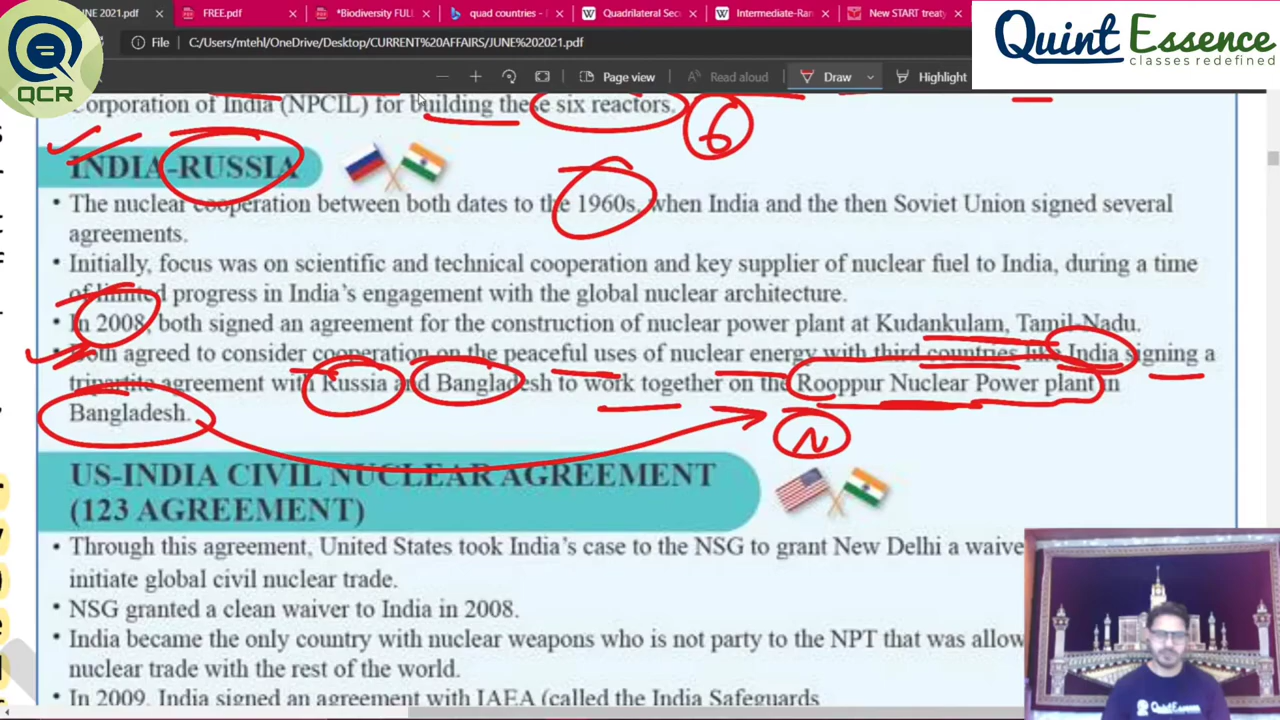 JUNE 2021.pdf
FREE.pdf
*Biodiversity FULL
quad countries -
Quadrilateral Sec
Intermediate-Ran
New START treaty
Quint Essence
classes redefined
QCR
File
C:/Users/mtehl/OneDrive/Desktop/CURRENT%20AFFAIRS/JUNE%202021.pdf
Page view
Read aloud
Draw
Highlight
Corporation of India (NPCIL) for building these six reactors.
6
INDIA-RUSSIA
• The nuclear cooperation between both dates to the 1960s, when India and the then Soviet Union signed several
agreements.
• Initially, focus was on scientific and technical cooperation and key supplier of nuclear fuel to India, during a time
of limited progress in India's engagement with the global nuclear architecture.
• In 2008, both signed an agreement for the construction of nuclear power plant at Kudankulam, Tamil Nadu.
• Both agreed to consider cooperation on the peaceful uses of nuclear energy with third countries like India signing a
tripartite agreement with Russia and Bangladesh to work together on the Rooppur Nuclear Power plant in
Bangladesh.
N
US-INDIA CIVIL NUCLEAR AGREEMENT
(123 AGREEMENT)
• Through this agreement, United States took India's case to the NSG to grant New Delhi a waive
initiate global civil nuclear trade.
• NSG granted a clean waiver to India in 2008.
• India became the only country with nuclear weapons who is not party to the NPT that was allow
nuclear trade with the rest of the world.
• In 2009, India signed an agreement with IAEA (called the India Safeguards
QuintEssence